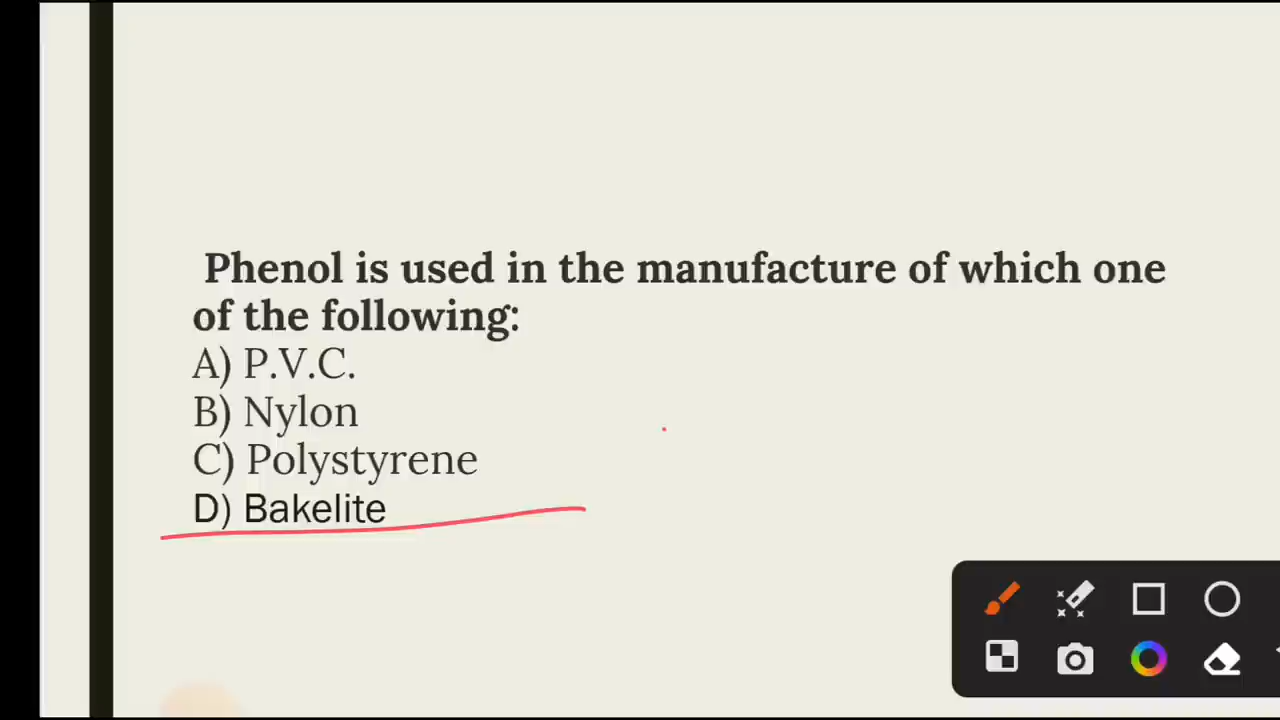 Phenol is used in the manufacture of which one
of the following:
A) P.V.C.
B) Nylon
C) Polystyrene
D) Bakelite